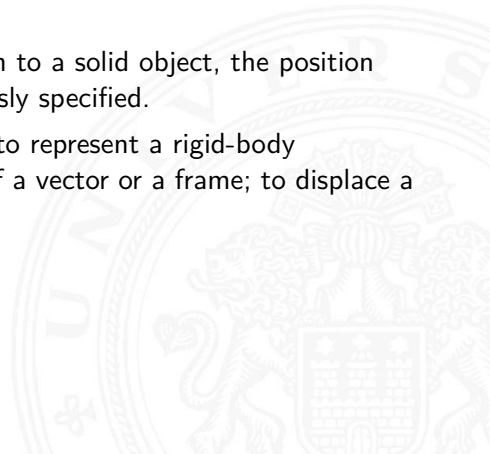 n to a solid object, the position
sly specified.
to represent a rigid-body
f a vector or a frame; to displace a
U N I V E R S